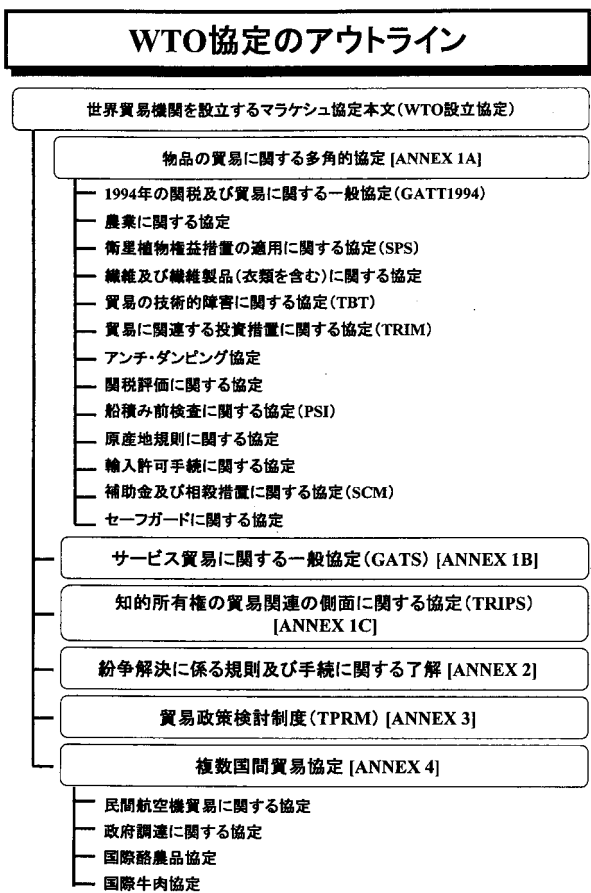 WTO協定のアウトライン
世界貿易機関を設立するマラケシュ協定本文(WTO設立協定)
物品の貿易に関する多角的協定 [ANNEX 1A]
1994年の関税及び貿易に関する一般協定(GATT1994)
農業に関する協定
衛星植物権益措置の適用に関する協定(SPS)
繊維及び繊維製品(衣類を含む)に関する協定
貿易の技術的障害に関する協定(TBT)
貿易に関連する投資措置に関する協定(TRIM)
アンチ・ダンピング協定
関税評価に関する協定
船積み前検査に関する協定(PSI)
原産地規則に関する協定
輸入許可手続に関する協定
補助金及び相殺措置に関する協定(SCM)
セーフガードに関する協定
サービス貿易に関する一般協定(GATS) [ANNEX 1B]
知的所有権の貿易関連の側面に関する協定(TRIPS)
[ANNEX 1C]
紛争解決に係る規則及び手続に関する了解 [ANNEX 2]
貿易政策検討制度(TPRM) [ANNEX 3]
複数国間貿易協定 [ANNEX 4]
民間航空機貿易に関する協定
政府調達に関する協定
国際酪農品協定
国際牛肉協定